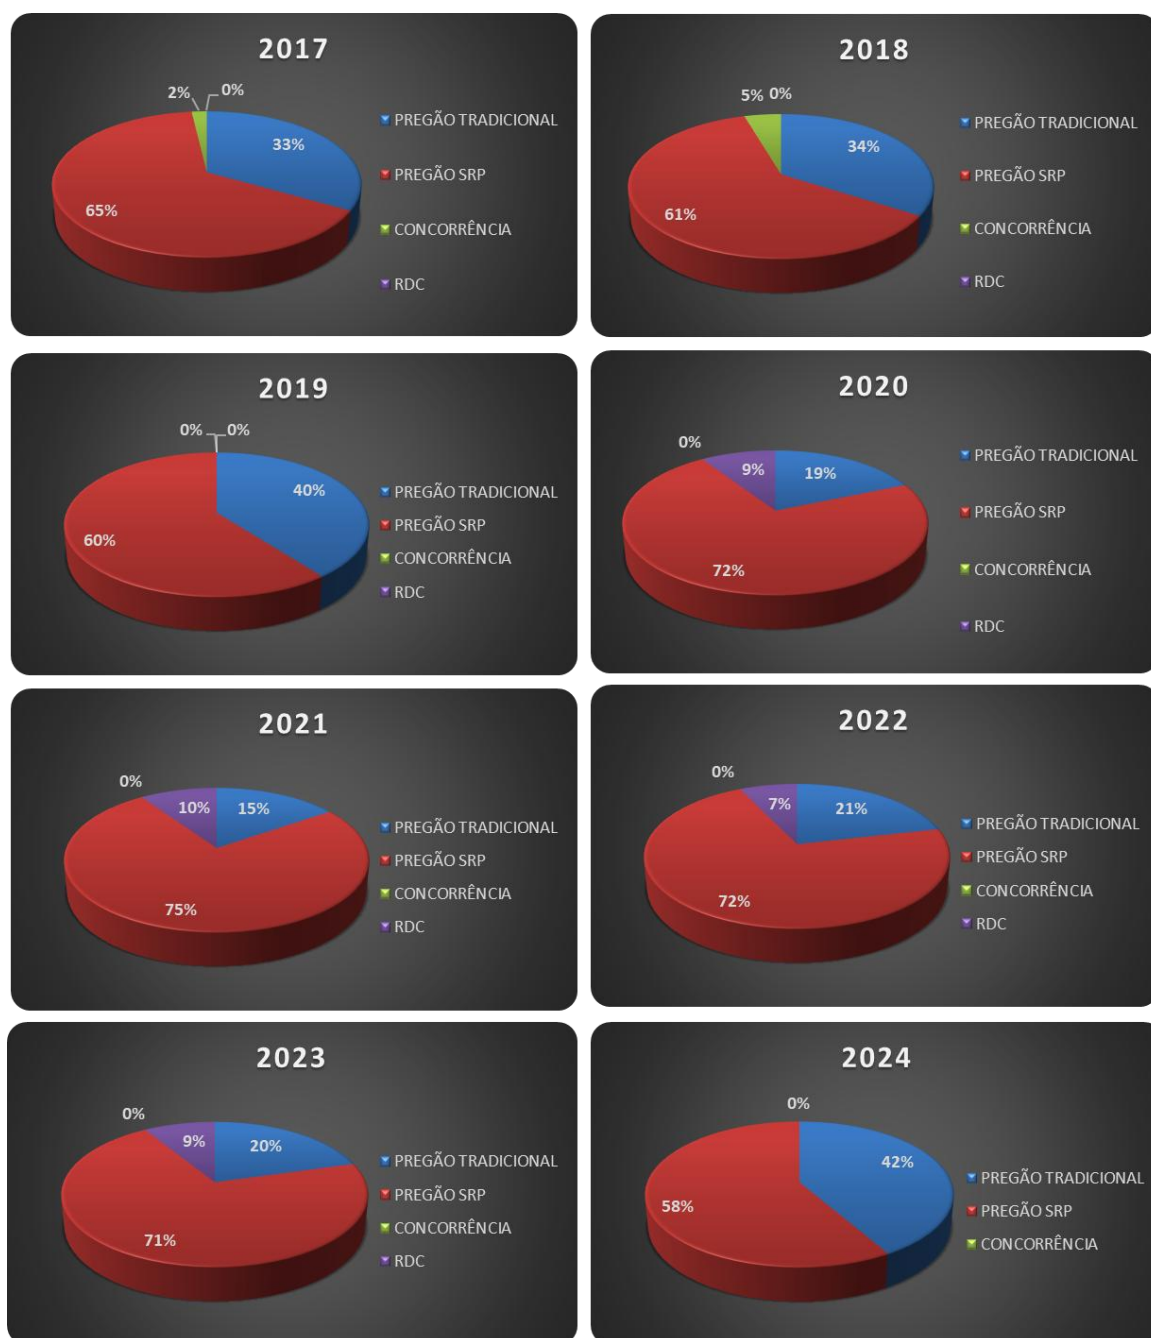 2017
2% 0%
33%
65%
PREGÃO TRADICIONAL
PREGÃO SRP
CONCORRÊNCIA
RDC
2018
5% 0%
34%
61%
PREGÃO TRADICIONAL
PREGÃO SRP
CONCORRÊNCIA
RDC
2019
0% 0%
40%
60%
PREGÃO TRADICIONAL
PREGÃO SRP
CONCORRÊNCIA
RDC
2020
0%
9% 19%
72%
PREGÃO TRADICIONAL
PREGÃO SRP
CONCORRÊNCIA
RDC
2021
0%
10% 15%
75%
PREGÃO TRADICIONAL
PREGÃO SRP
CONCORRÊNCIA
RDC
2022
0%
7% 21%
72%
PREGÃO TRADICIONAL
PREGÃO SRP
CONCORRÊNCIA
RDC
2023
0%
9% 20%
71%
PREGÃO TRADICIONAL
PREGÃO SRP
CONCORRÊNCIA
RDC
2024
0%
42%
58%
PREGÃO TRADICIONAL
PREGÃO SRP
CONCORRÊNCIA